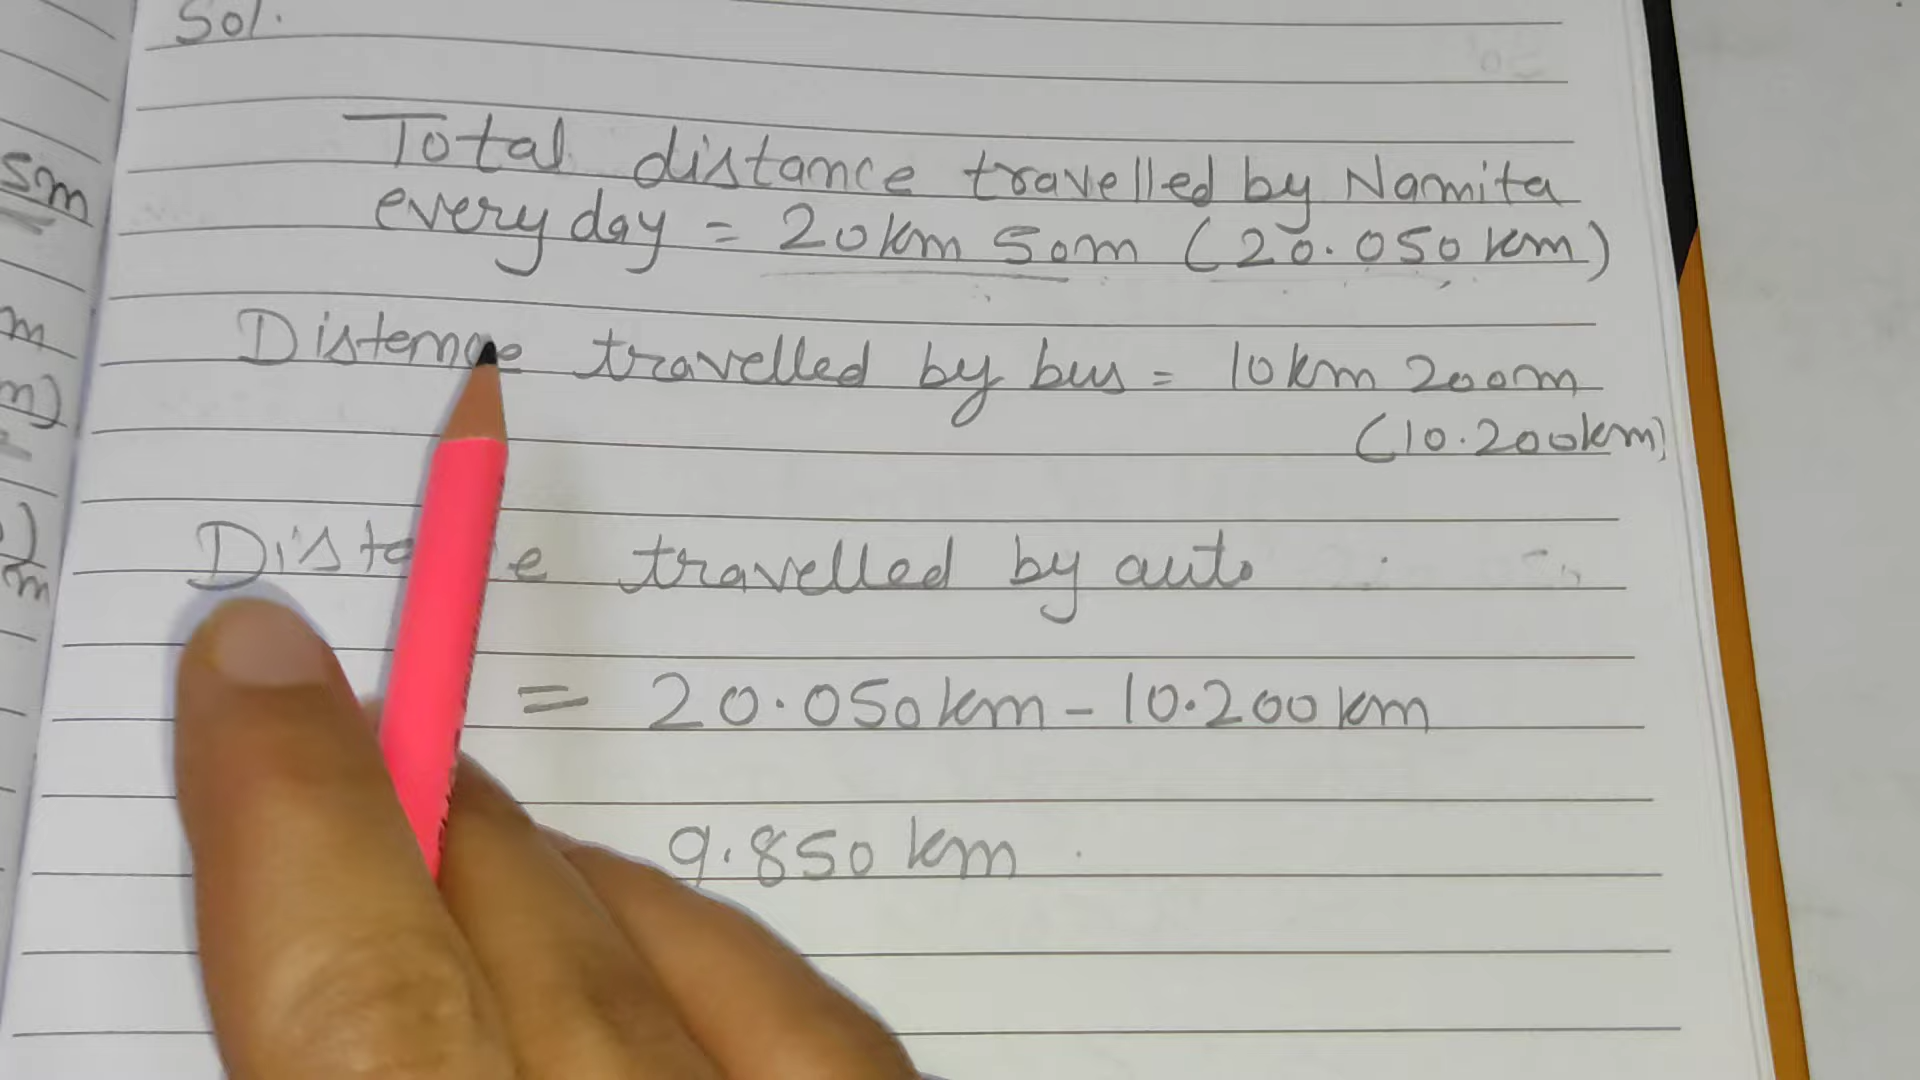 Sol.
Total distance travelled by Namita
every day = 20km 50m (20.050 km)
Distance travelled by bus = 10km 200m
(10.200km)
travelled by auto
= 20.050km - 10.200km
9.850 km
5m
m
m)
)
m